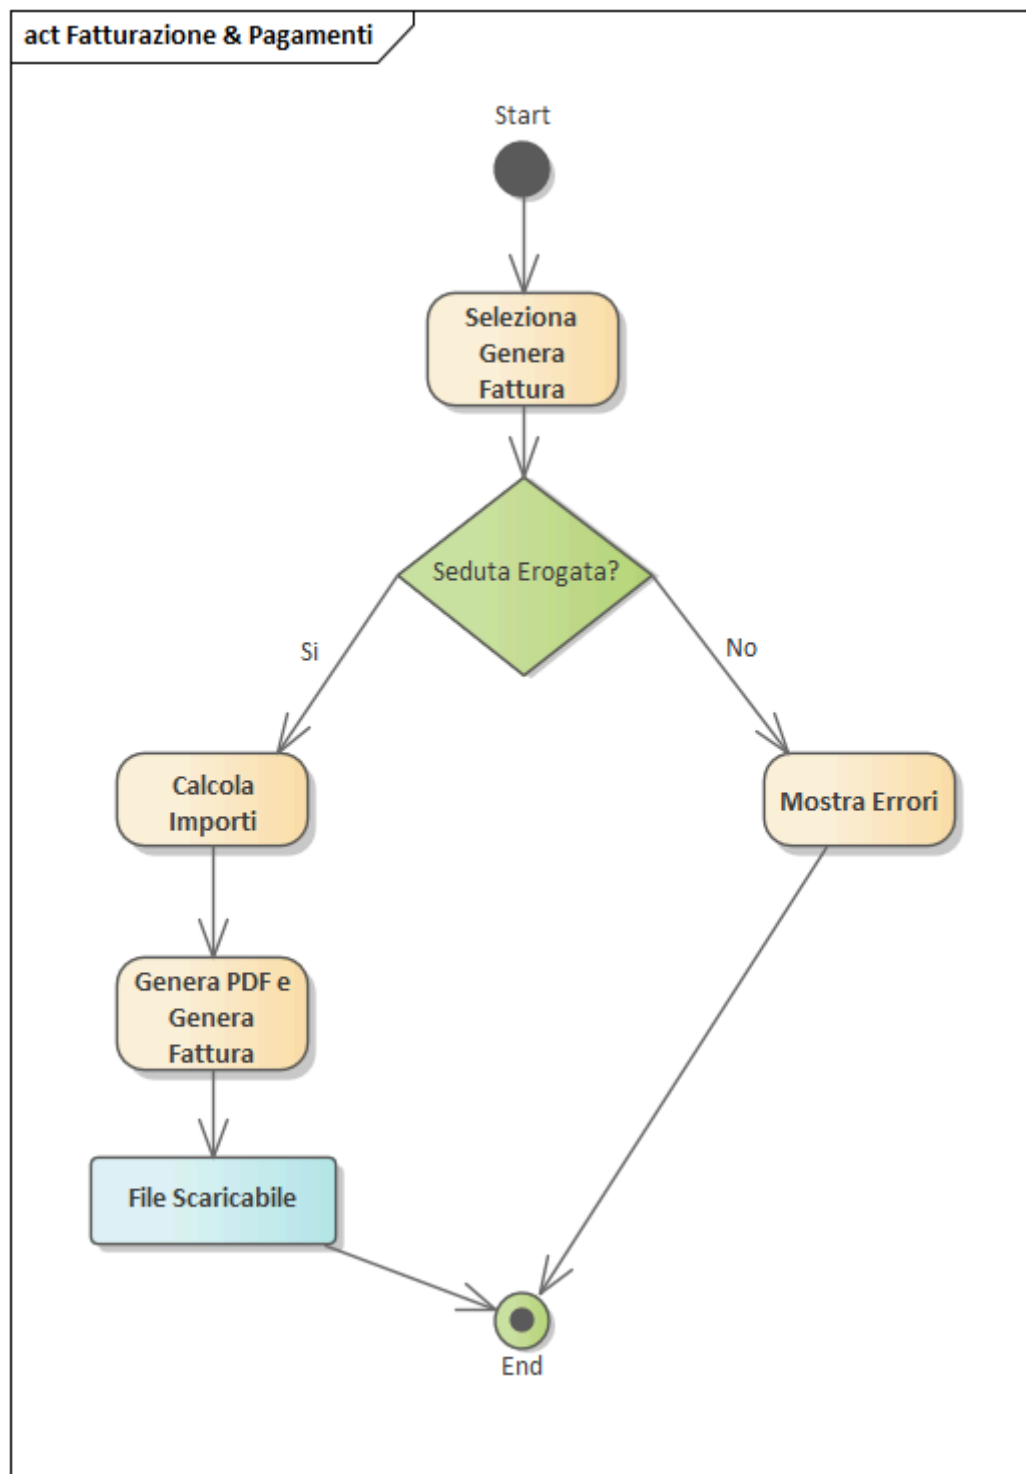 act Fatturazione & Pagamenti
Start
Seleziona
Genera
Fattura
Seduta Erogata?
Si
No
Calcola
Importi
Mostra Errori
Genera PDF e
Genera
Fattura
File Scaricabile
End